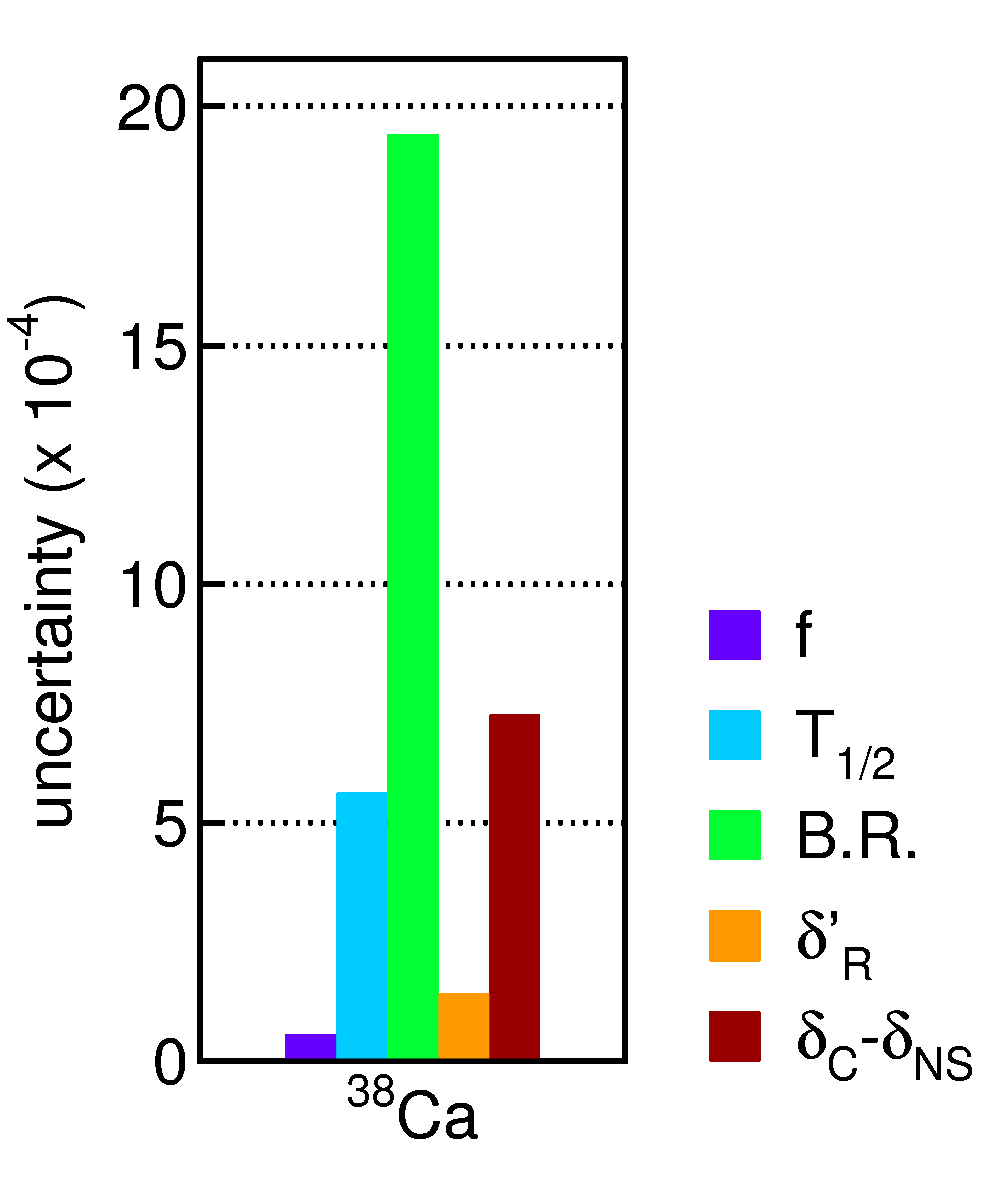 uncertainty (x 10⁻⁴)
20
15
10
5
0
³⁸Ca
f
T₁/₂
B.R.
δ'R
δC-δNS